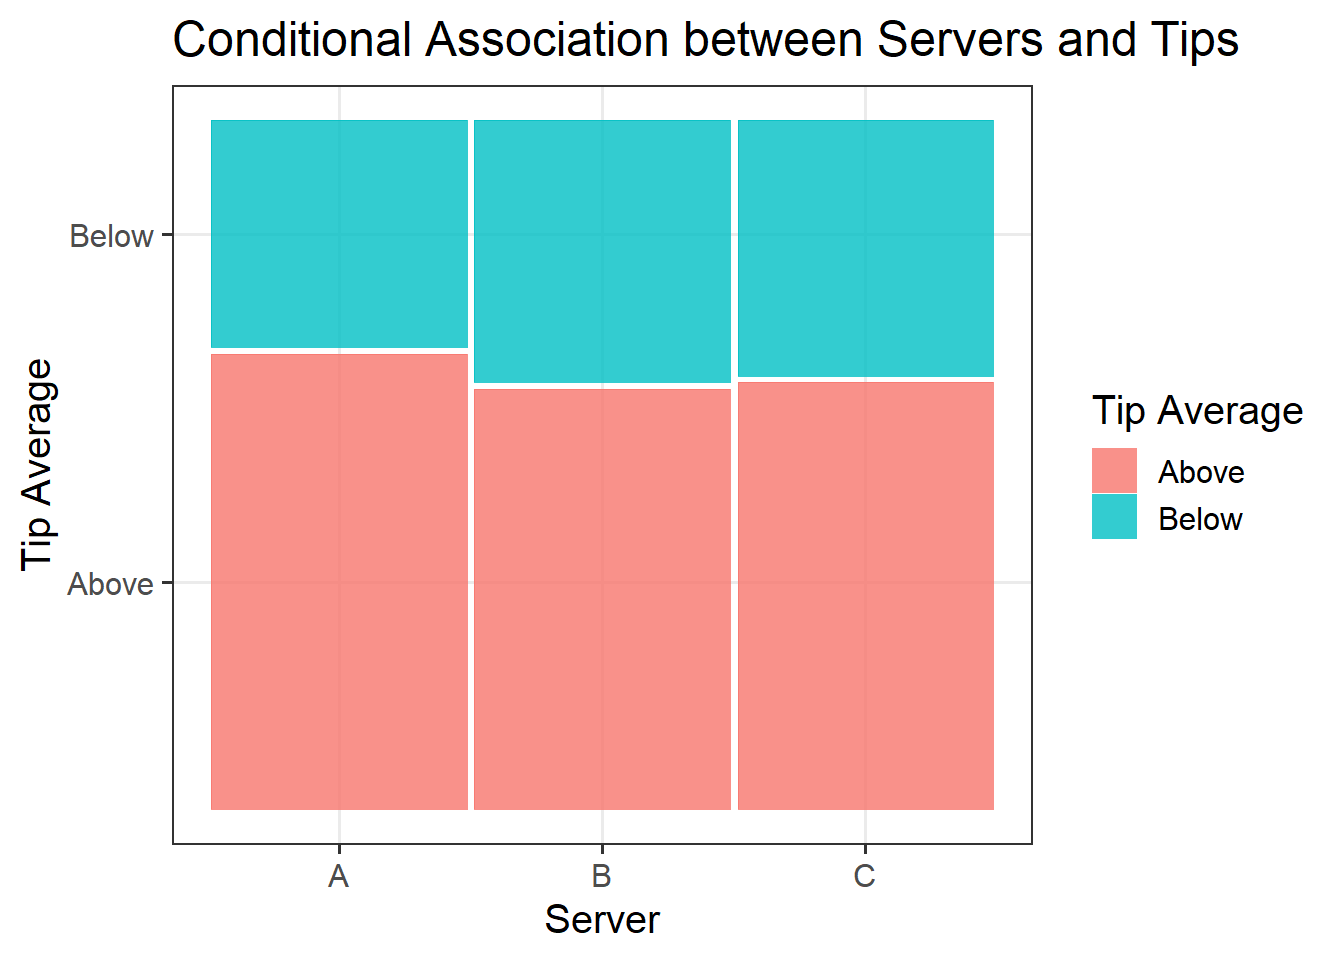 Conditional Association between Servers and Tips
Tip Average
Below
Above
A B C
Server
Tip Average
Above
Below